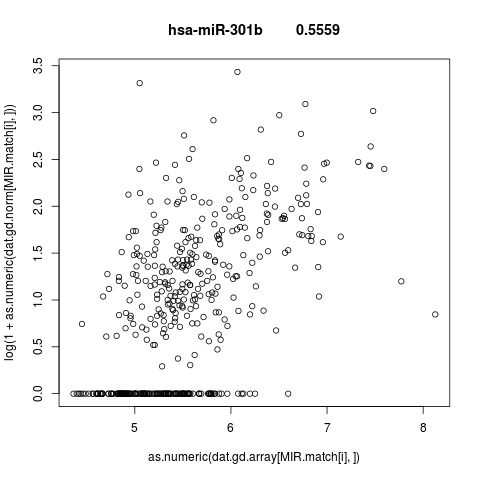 hsa-miR-301b 0.5559
log(1 + as.numeric(dat.gd.norm[MIR.match[i], ]))
3.5
3.0
2.5
2.0
1.5
1.0
0.5
0.0
5 6 7 8
as.numeric(dat.gd.array[MIR.match[i], ])